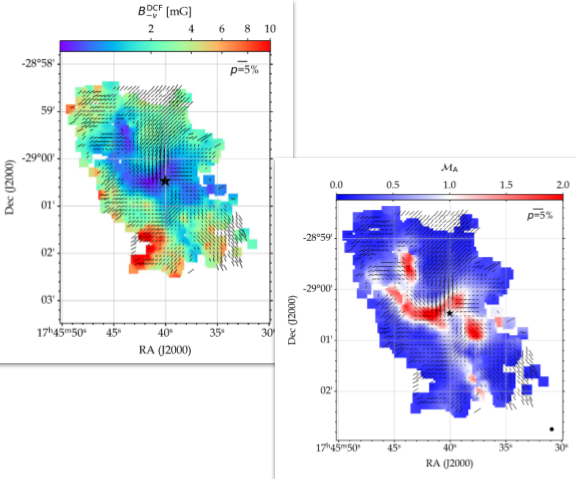 B_{-ν}^{DCF} [mG]
2 4 6 8 10
p=5%
-28°58'
59'
-29°00'
01'
02'
03'
Dec (J2000)
17ʰ45ᵐ50ˢ 45ˢ 40ˢ 35ˢ 30ˢ
RA (J2000)
ℳ_A
0.0 0.5 1.0 1.5 2.0
p=5%
-28°59'
-29°00'
01'
02'
Dec (J2000)
17ʰ45ᵐ50ˢ 45ˢ 40ˢ 35ˢ 30ˢ
RA (J2000)